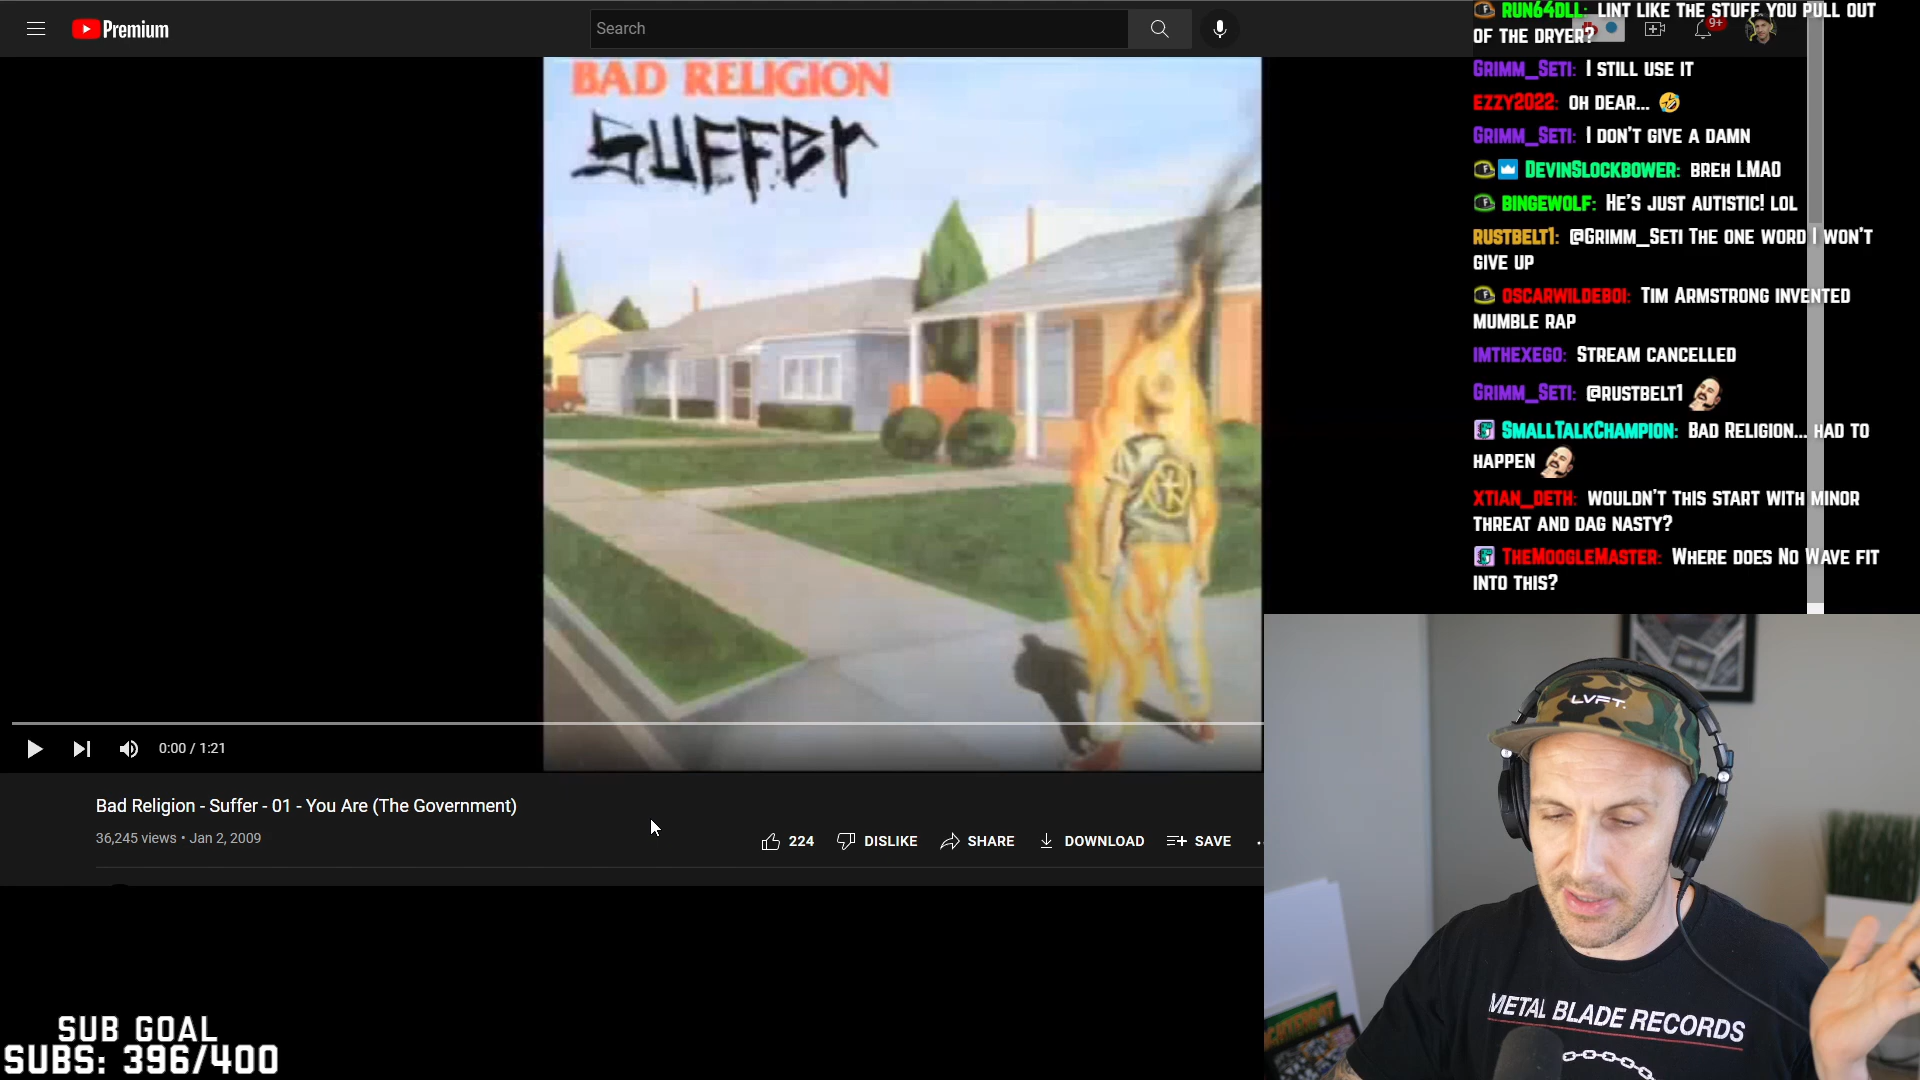 Premium
Search
9+
BAD RELIGION
SUFFER
0:00 / 1:21
Bad Religion - Suffer - 01 - You Are (The Government)
36,245 views • Jan 2, 2009
224
DISLIKE
SHARE
DOWNLOAD
SAVE
SUB GOAL
SUBS: 396/400
RUN64DLL: LINT LIKE THE STUFF YOU PULL OUT
OF THE DRYER?
GRIMM_SETI: I STILL USE IT
EZZY2022: OH DEAR... 🤣
GRIMM_SETI: I DON'T GIVE A DAMN
DEVINSLOCKBOWER: BREH LMAO
BINGEWOLF: HE'S JUST AUTISTIC! LOL
RUSTBELT1: @GRIMM_SETI THE ONE WORD I WON'T
GIVE UP
OSCARWILDEBOI: TIM ARMSTRONG INVENTED
MUMBLE RAP
IMTHEXEGO: STREAM CANCELLED
GRIMM_SETI: @RUSTBELT1
SMALLTALKCHAMPION: BAD RELIGION... HAD TO
HAPPEN
XTIAN_DETH: WOULDN'T THIS START WITH MINOR
THREAT AND DAG NASTY?
THEMOOGLEMASTER: WHERE DOES NO WAVE FIT
INTO THIS?
LVFT.
METAL BLADE RECORDS